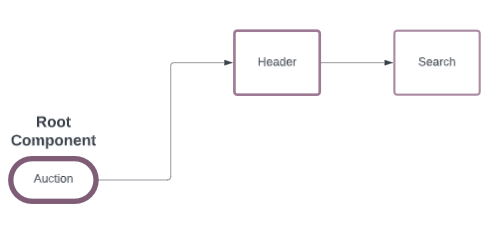 Header
Search
Root
Component
Auction